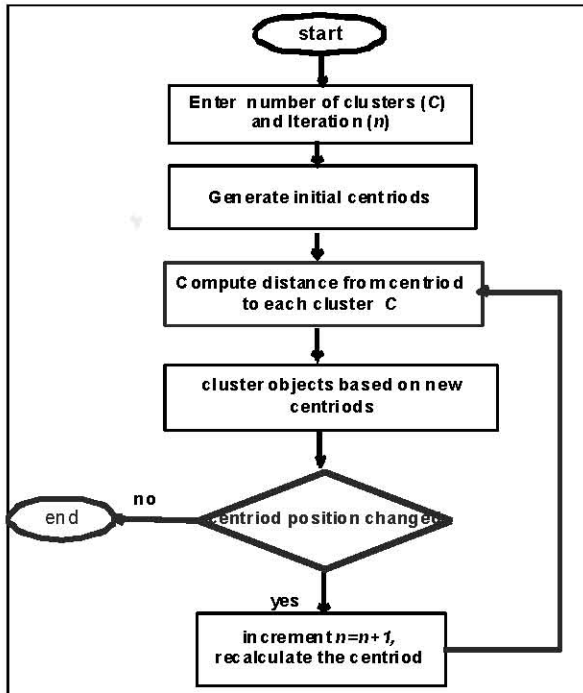 start
Enter number of clusters (C)
and Iteration (n)
Generate initial centriods
Compute distance from centriod
to each cluster C
cluster objects based on new
centriods
no
end
centriod position changed
yes
increment n=n+1,
recalculate the centriod